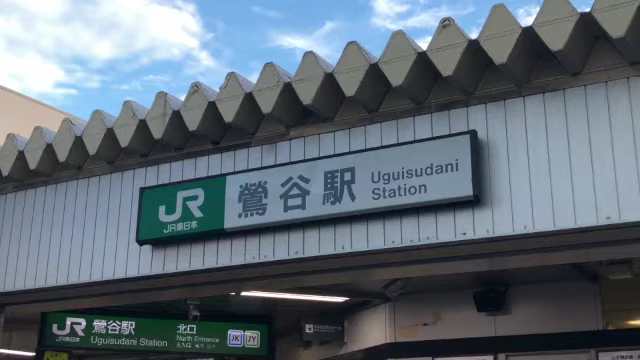 JR
JR東日本
鶯谷駅
Uguisudani
Station
JR
JR東日本
鶯谷駅
Uguisudani Station
北口
North Entrance
JK JY